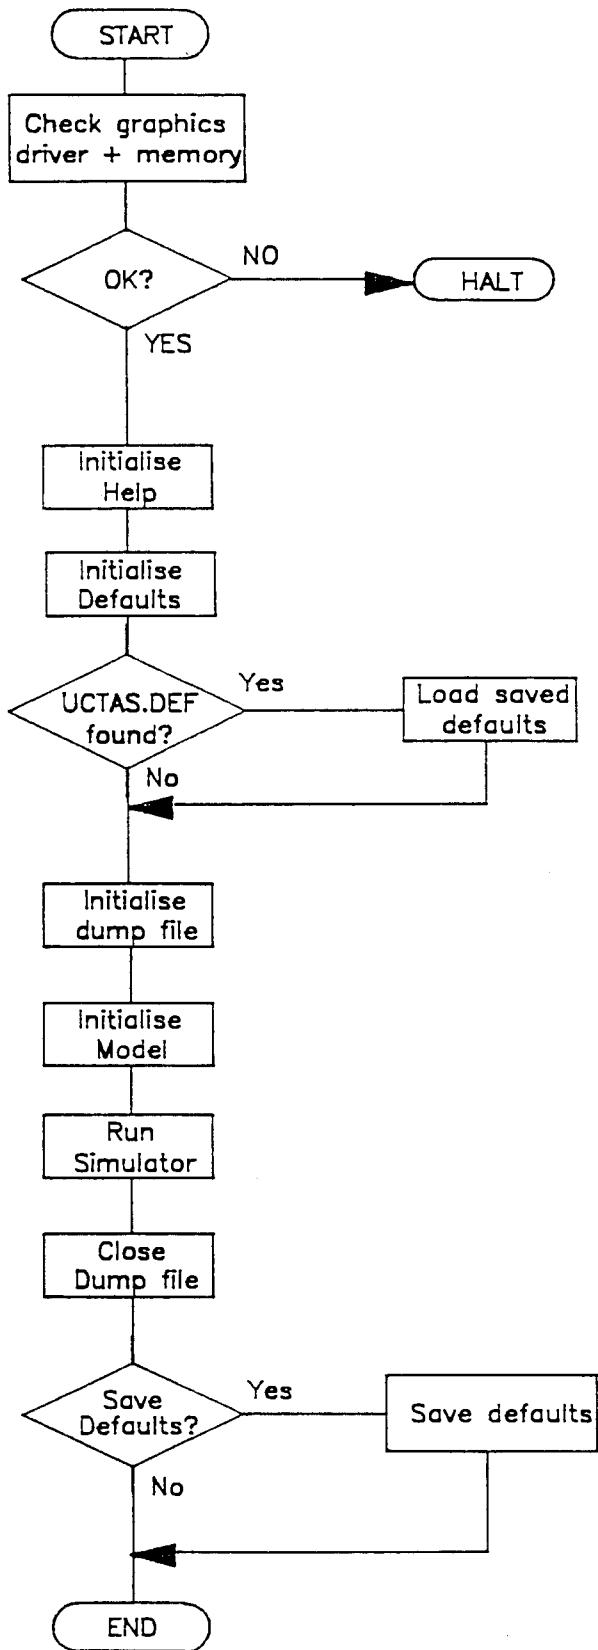 START
Check graphics
driver + memory
OK?
NO
HALT
YES
Initialise
Help
Initialise
Defaults
UCTAS.DEF
found?
Yes
Load saved
defaults
No
Initialise
dump file
Initialise
Model
Run
Simulator
Close
Dump file
Save
Defaults?
Yes
Save defaults
No
END